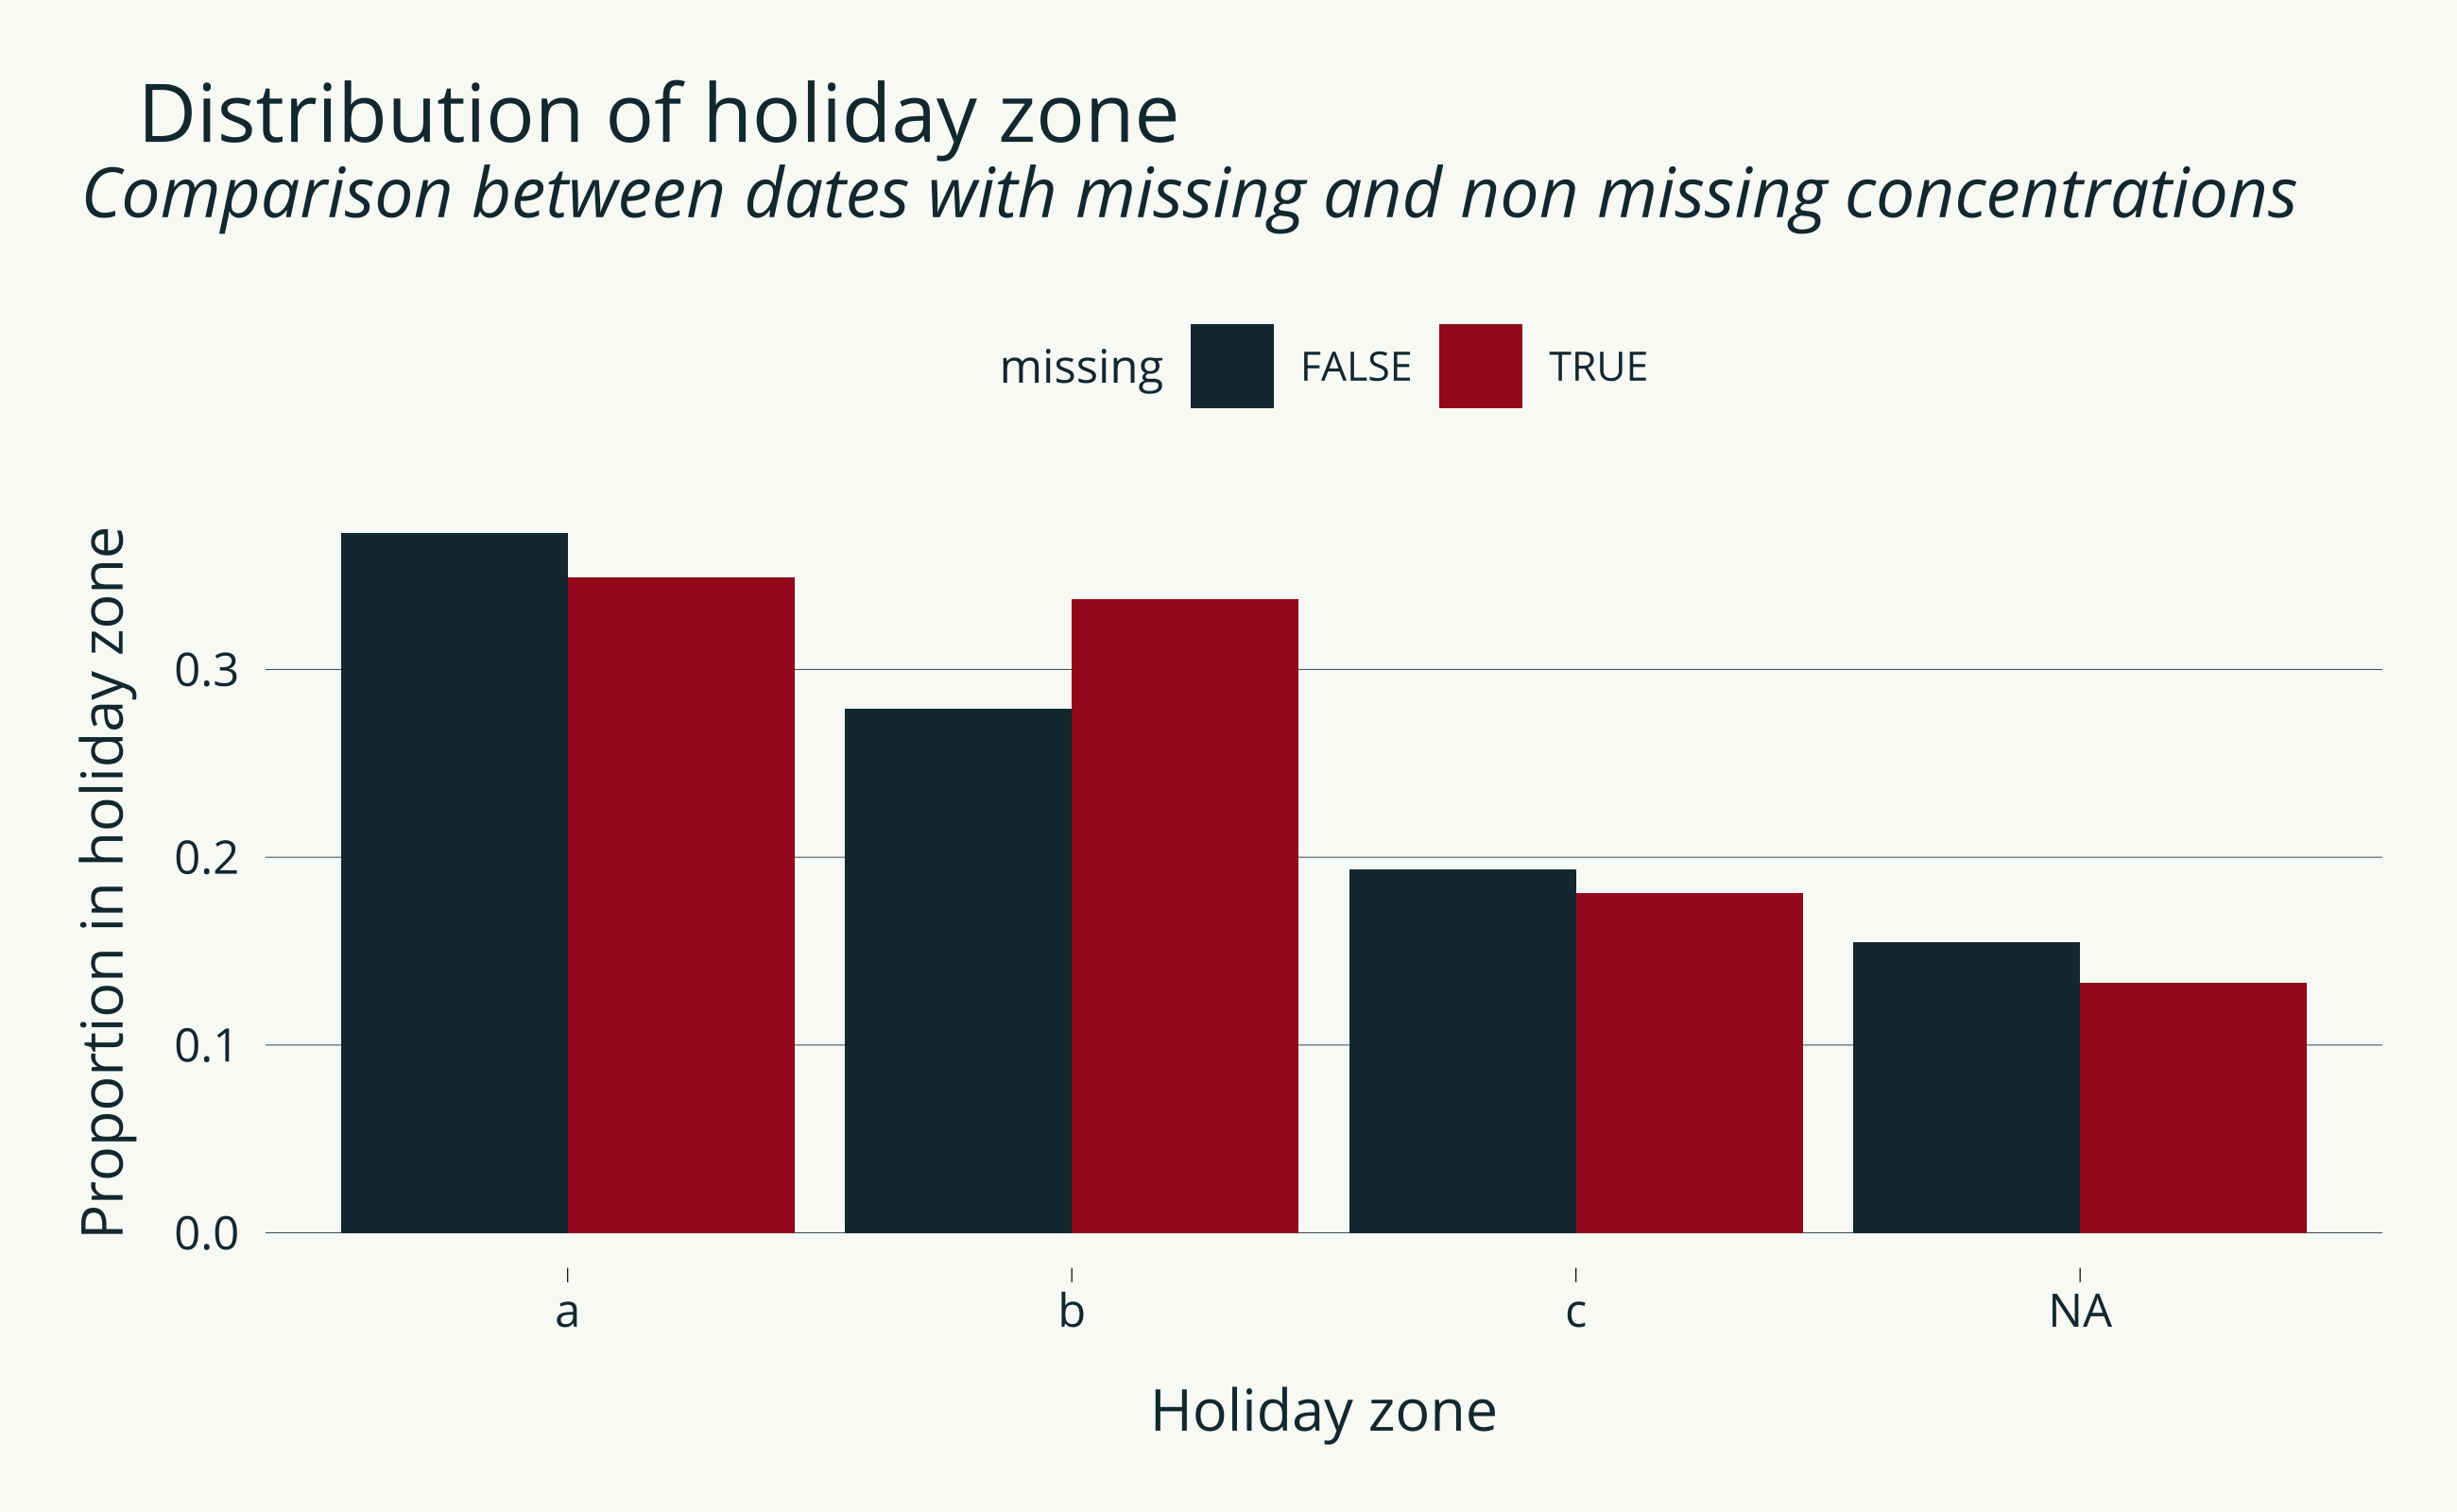 Distribution of holiday zone
Comparison between dates with missing and non missing concentrations
missing FALSE TRUE
Proportion in holiday zone
0.3
0.2
0.1
0.0
a b c NA
Holiday zone